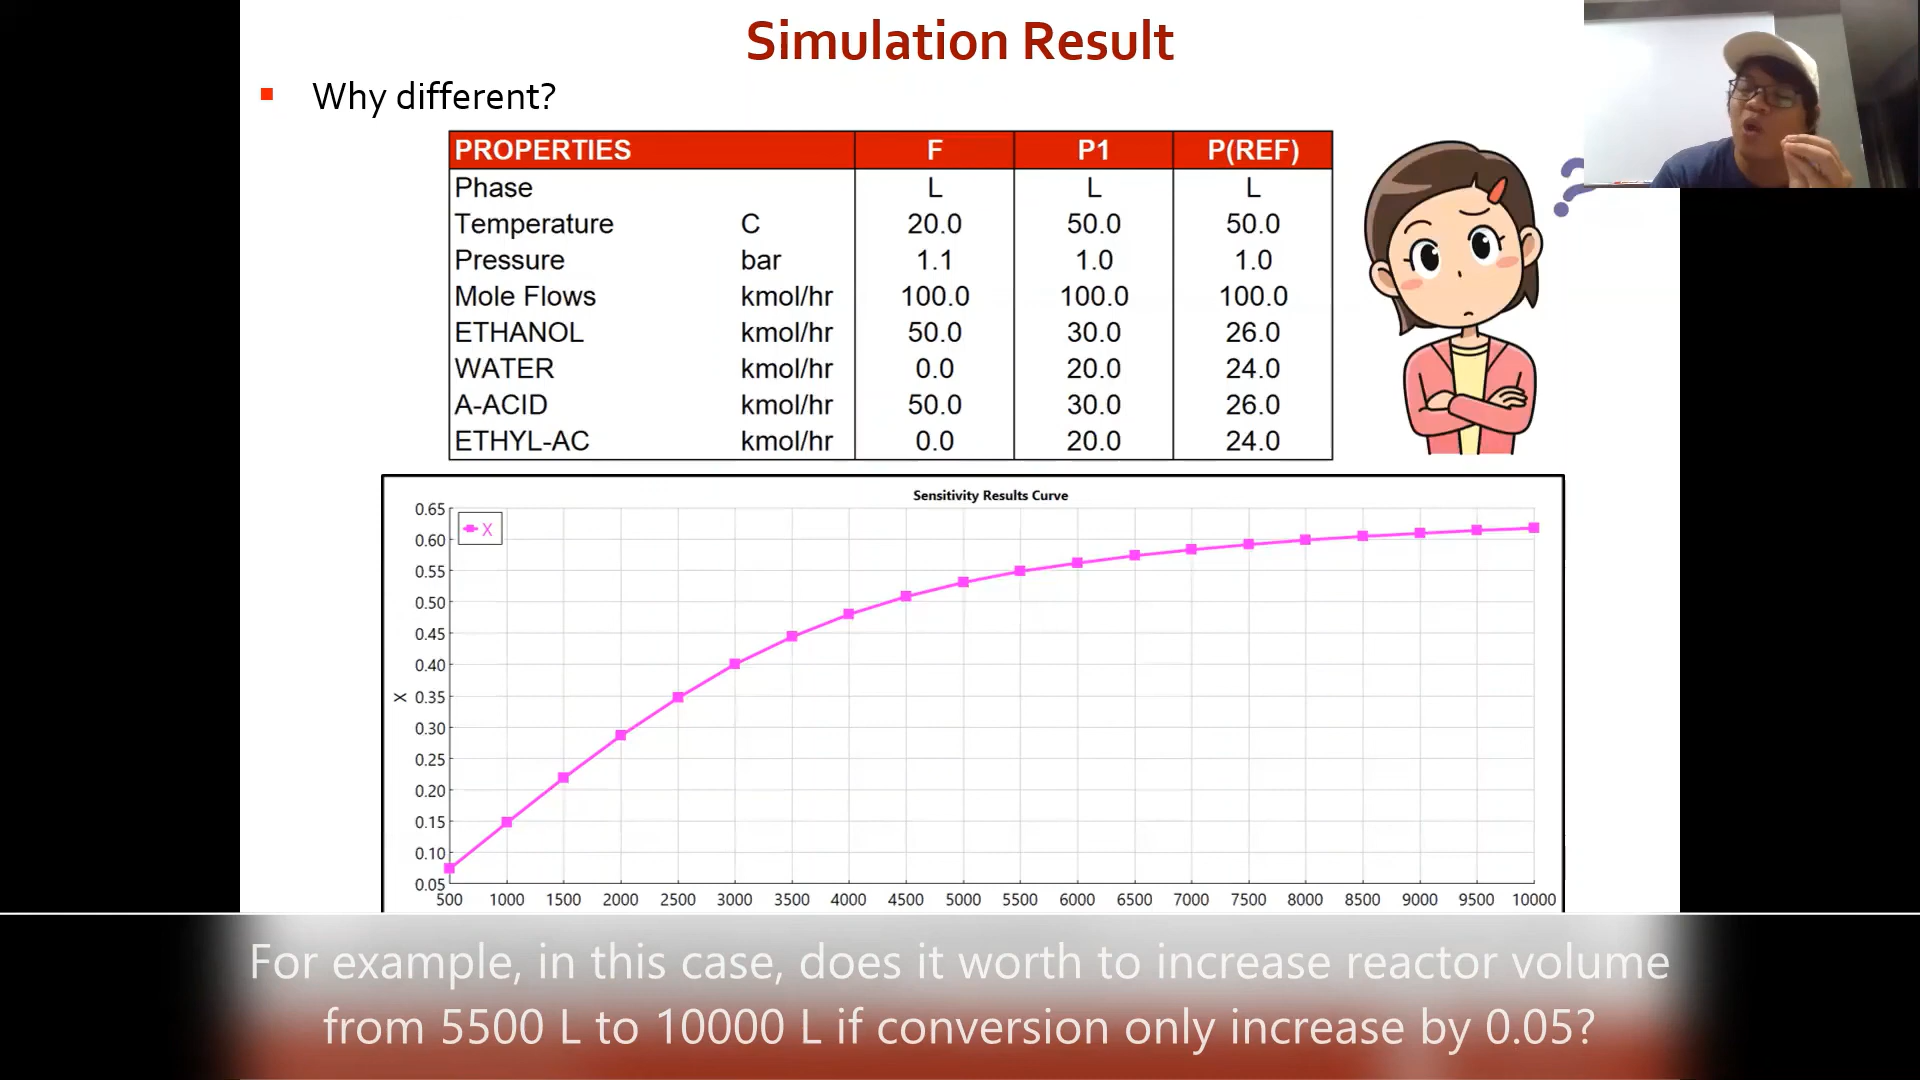 Simulation Result
Why different?
PROPERTIES F P1 P(REF)
Phase L L L
Temperature C 20.0 50.0 50.0
Pressure bar 1.1 1.0 1.0
Mole Flows kmol/hr 100.0 100.0 100.0
ETHANOL kmol/hr 50.0 30.0 26.0
WATER kmol/hr 0.0 20.0 24.0
A-ACID kmol/hr 50.0 30.0 26.0
ETHYL-AC kmol/hr 0.0 20.0 24.0
?
Sensitivity Results Curve
X
0.65
0.60
0.55
0.50
0.45
0.40
X 0.35
0.30
0.25
0.20
0.15
0.10
0.05
500 1000 1500 2000 2500 3000 3500 4000 4500 5000 5500 6000 6500 7000 7500 8000 8500 9000 9500 10000
For example, in this case, does it worth to increase reactor volume
from 5500 L to 10000 L if conversion only increase by 0.05?